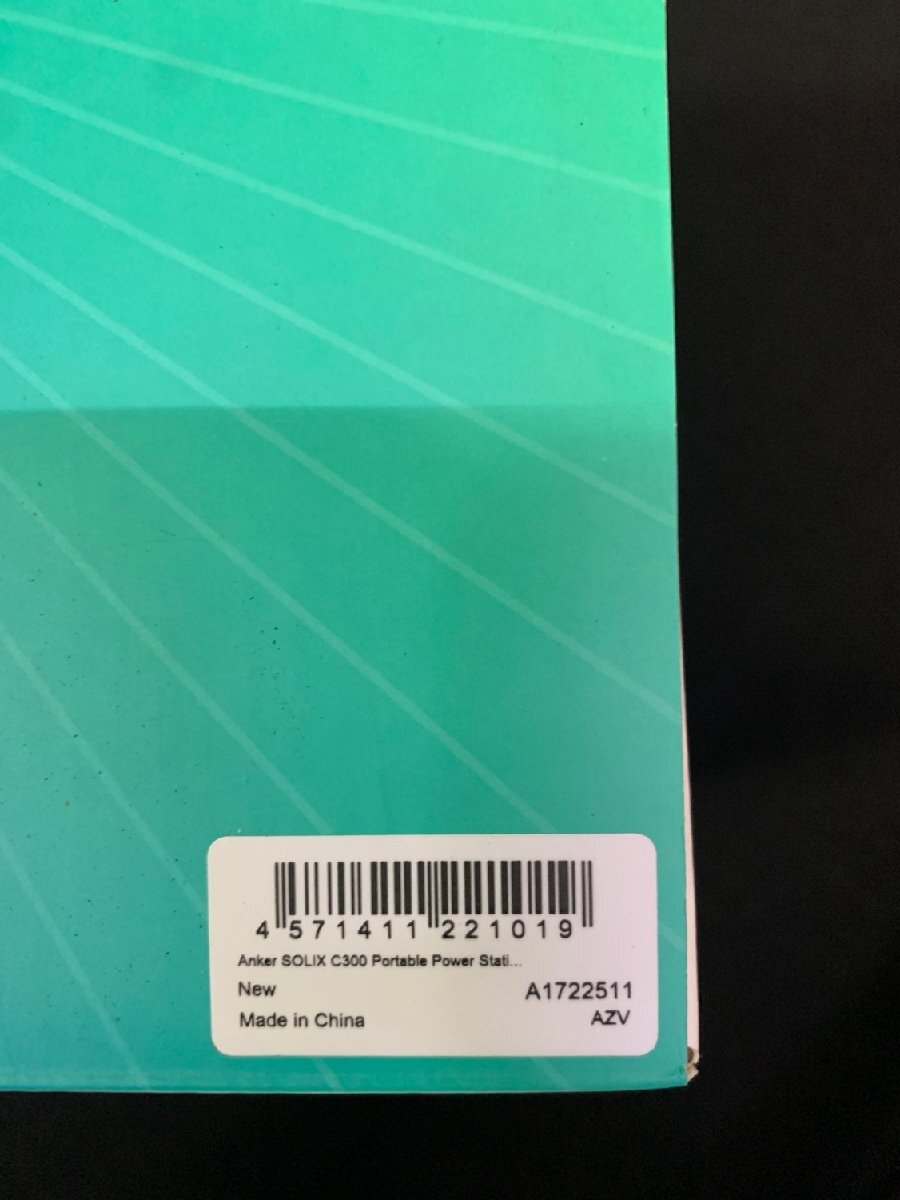 4 571411 221019
Anker SOLIX C300 Portable Power Stati...
New A1722511
Made in China AZV